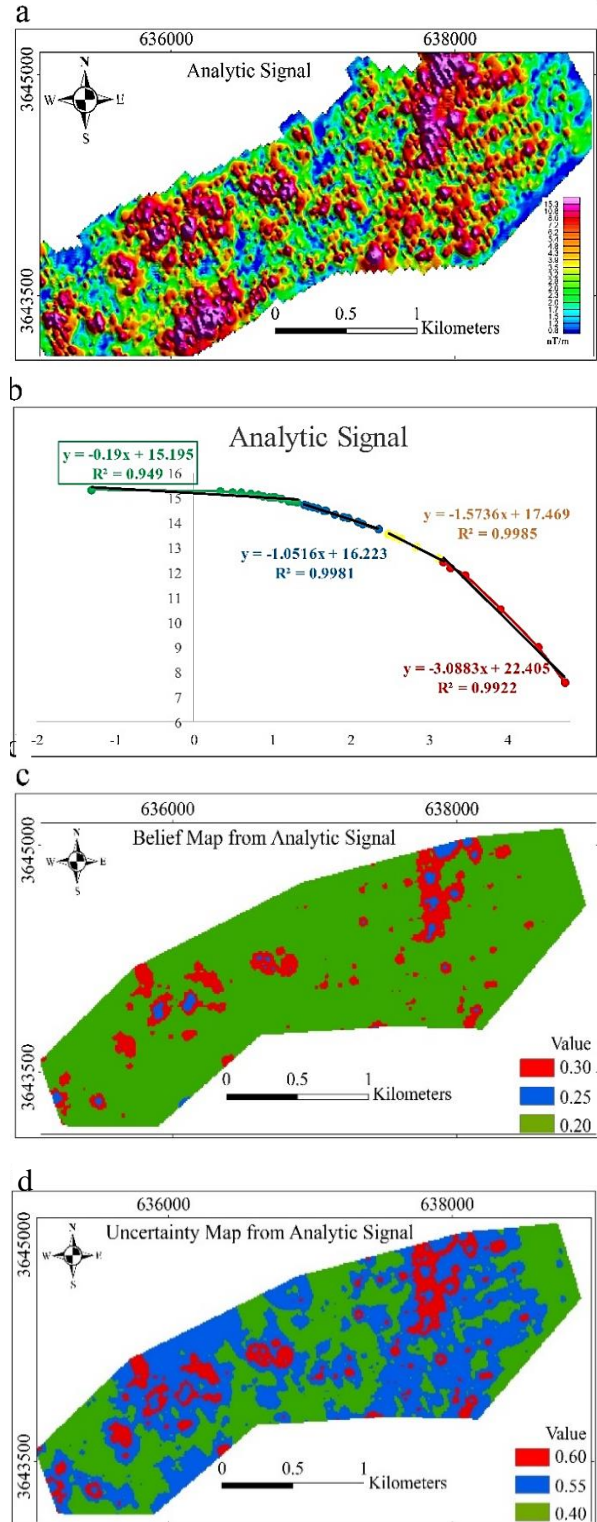 a
636000
638000
3645000
N
W
E
S
Analytic Signal
3643500
0
0.5
1
Kilometers
15.3
10.8
nT/m
b
Analytic Signal
y = -0.19x + 15.195
R² = 0.949
y = -1.5736x + 17.469
R² = 0.9985
y = -1.0516x + 16.223
R² = 0.9981
y = -3.0883x + 22.405
R² = 0.9922
16
15
14
13
12
11
10
9
8
7
6
-2
-1
0
1
2
3
4
c
636000
638000
3645000
N
W
E
S
Belief Map from Analytic Signal
3643500
0
0.5
1
Kilometers
Value
0.30
0.25
0.20
d
636000
638000
3645000
N
W
E
S
Uncertainty Map from Analytic Signal
3643500
0
0.5
1
Kilometers
Value
0.60
0.55
0.40